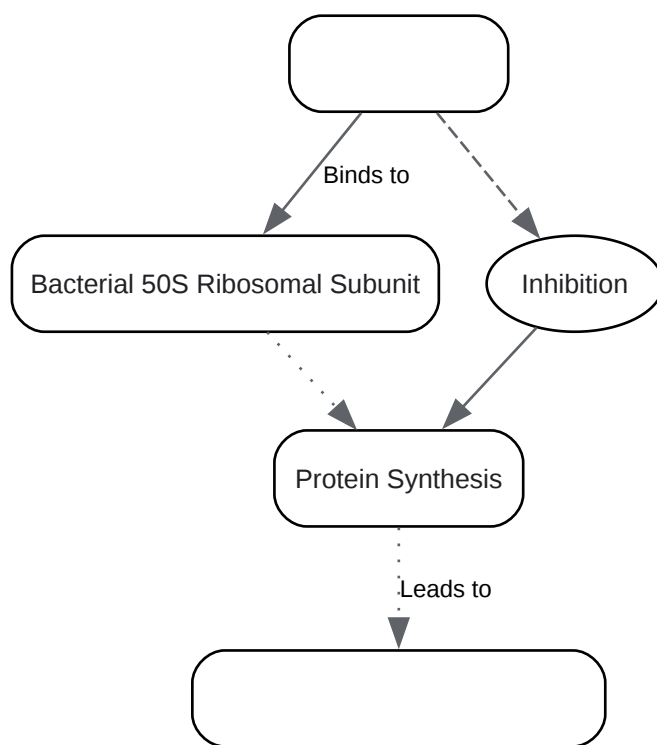 Binds to
Bacterial 50S Ribosomal Subunit
Inhibition
Protein Synthesis
Leads to